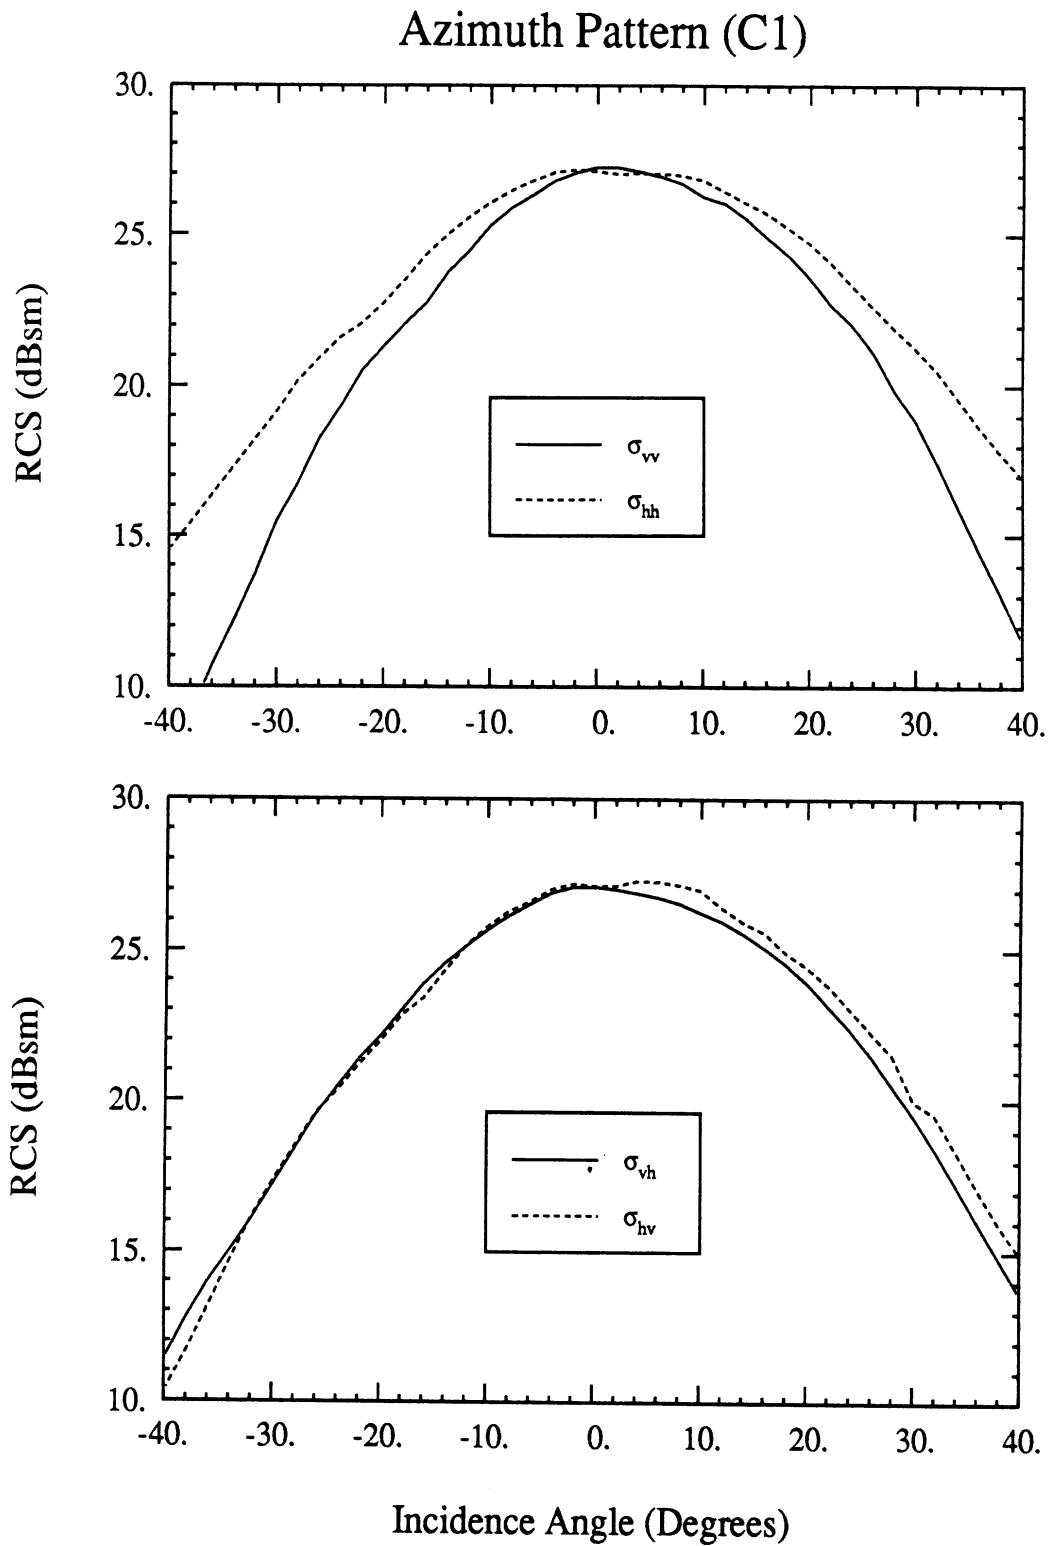 Azimuth Pattern (C1)
30.
25.
20.
15.
10.
RCS (dBsm)
σvv
σhh
-40. -30. -20. -10. 0. 10. 20. 30. 40.
30.
25.
20.
15.
10.
RCS (dBsm)
σvh
σhv
-40. -30. -20. -10. 0. 10. 20. 30. 40.
Incidence Angle (Degrees)